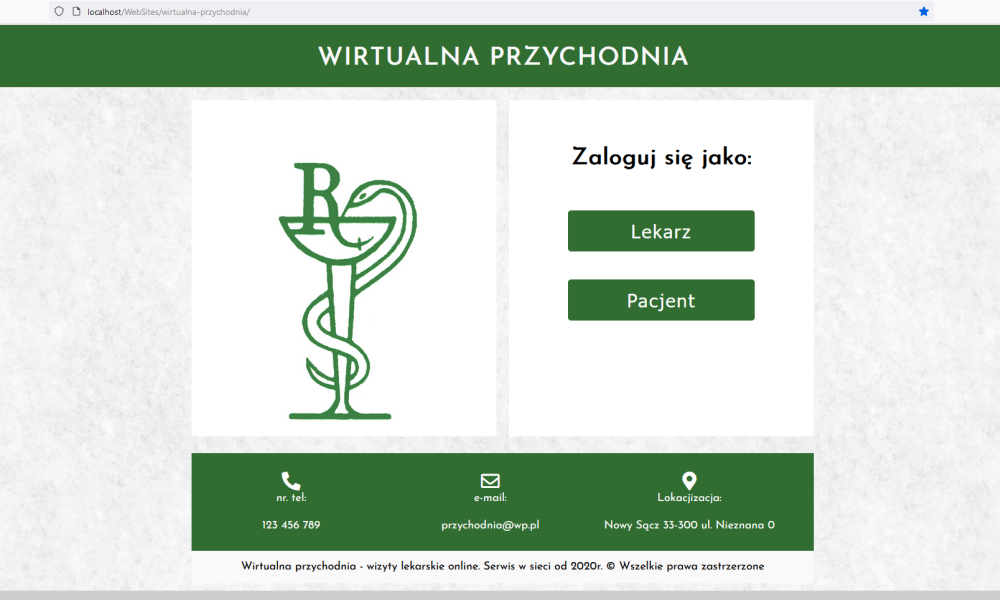 localhost/WebSites/wirtualna-przychodnia/
WIRTUALNA PRZYCHODNIA
R
Zaloguj się jako:
Lekarz
Pacjent
nr. tel:
123 456 789
e-mail:
przychodnia@wp.pl
Lokacjizacja:
Nowy Sącz 33-300 ul. Nieznana 0
Wirtualna przychodnia - wizyty lekarskie online. Serwis w sieci od 2020r. © Wszelkie prawa zastrzerzone